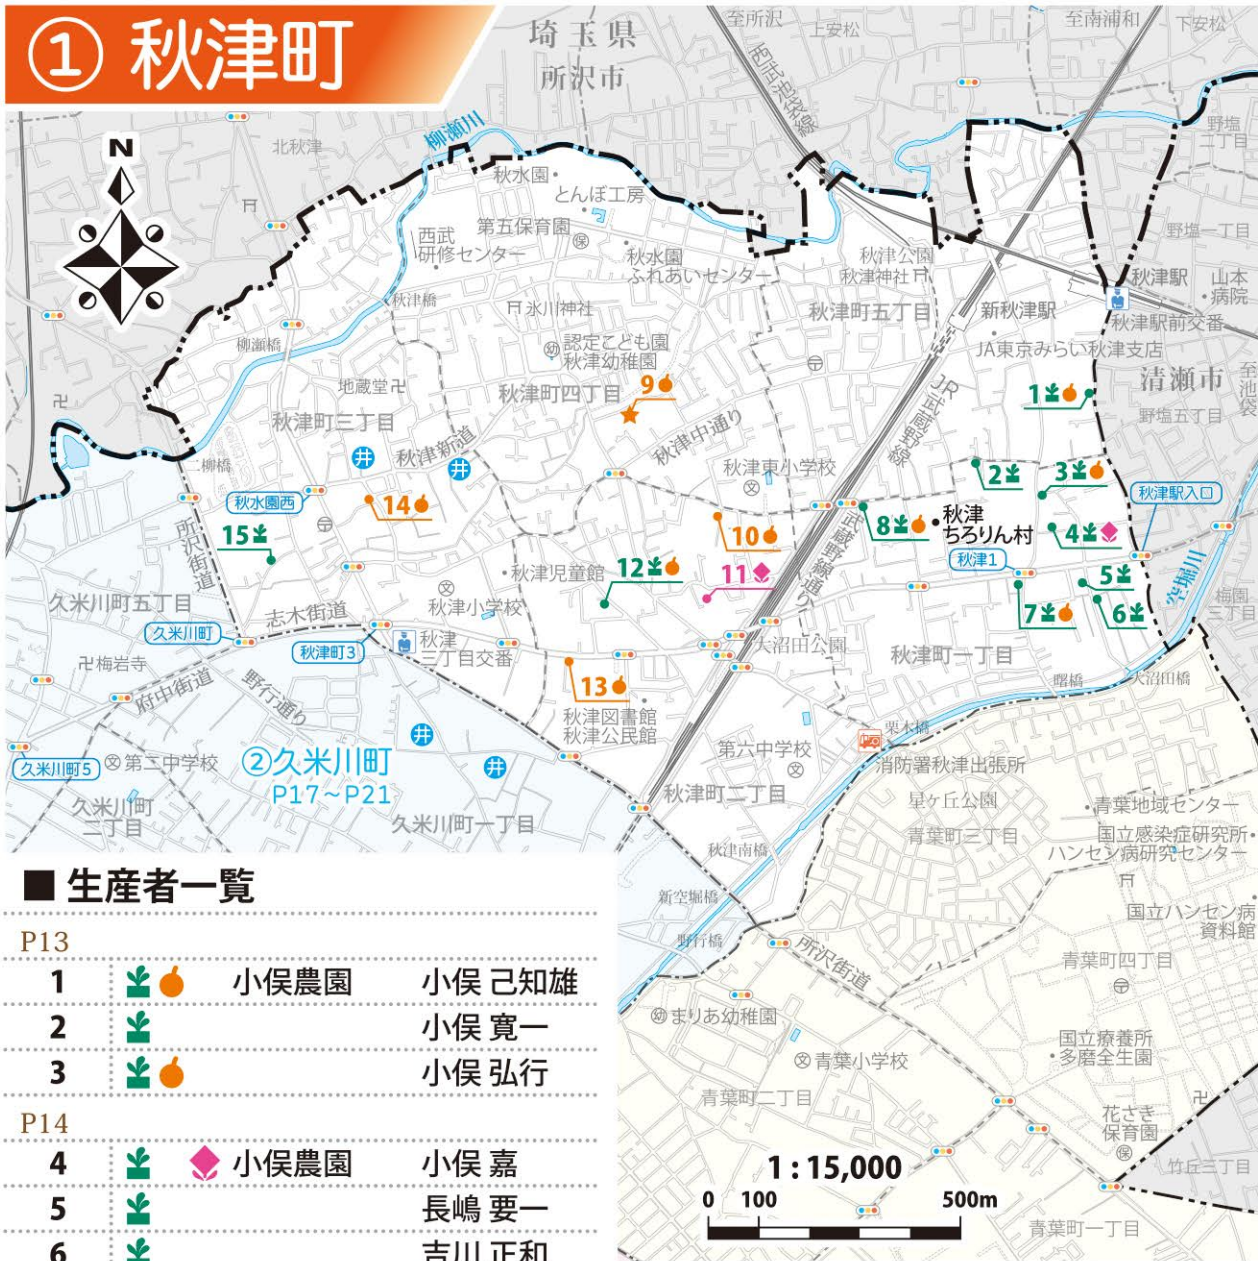 ① 秋津町
埼玉県
所沢市
至所沢
上安松
至南浦和
下安松
西武池袋線
柳瀬川
野塩
二丁目
北秋津
N
秋水園
とんぼ工房
第五保育園
保
西武
研修センター
秋水園
ふれあいセンター
野塩一丁目
秋津公園
秋津神社
秋津駅
山本
病院
秋津橋
氷川神社
秋津町五丁目
新秋津駅
秋津駅前交番
柳瀬橋
幼
認定こども園
秋津幼稚園
JA東京みらい秋津支店
清瀬市
至池袋
地蔵堂
秋津町四丁目
9
JR武蔵野線
1
野塩五丁目
秋津町三丁目
秋津新道
秋津中通り
井
井
二柳橋
秋津東小学校
文
2
3
秋津駅入口
秋水園西
14
所沢街道
15
10
8
秋津
ちろりん村
4
武蔵野線通り
秋津1
空堀川
秋津児童館
12
11
5
文
秋津小学校
7
6
梅園
三丁目
久米川町五丁目
志木街道
久米川町
秋津町3
秋津
三丁目交番
大沼田公園
秋津町一丁目
梅岩寺
府中街道
野行通り
13
曙橋
大沼田橋
秋津図書館
秋津公民館
栗木橋
井
井
第六中学校
文
消防署秋津出張所
久米川町5
文
第二中学校
②久米川町
P17～P21
久米川町
二丁目
久米川町一丁目
秋津町二丁目
星ヶ丘公園
青葉地域センター
青葉町三丁目
国立感染症研究所
ハンセン病研究センター
秋津南橋
新空堀橋
国立ハンセン病
資料館
野行橋
所沢街道
青葉町四丁目
幼
まりあ幼稚園
国立療養所
多磨全生園
文
青葉小学校
青葉町二丁目
花さき
保育園
保
竹丘三丁目
青葉町一丁目
1 : 15,000
0 100 500m
■ 生産者一覧
P13
1 小俣農園 小俣 己知雄
2 小俣 寛一
3 小俣 弘行
P14
4 小俣農園 小俣 嘉
5 長嶋 要一
6 吉川 正和